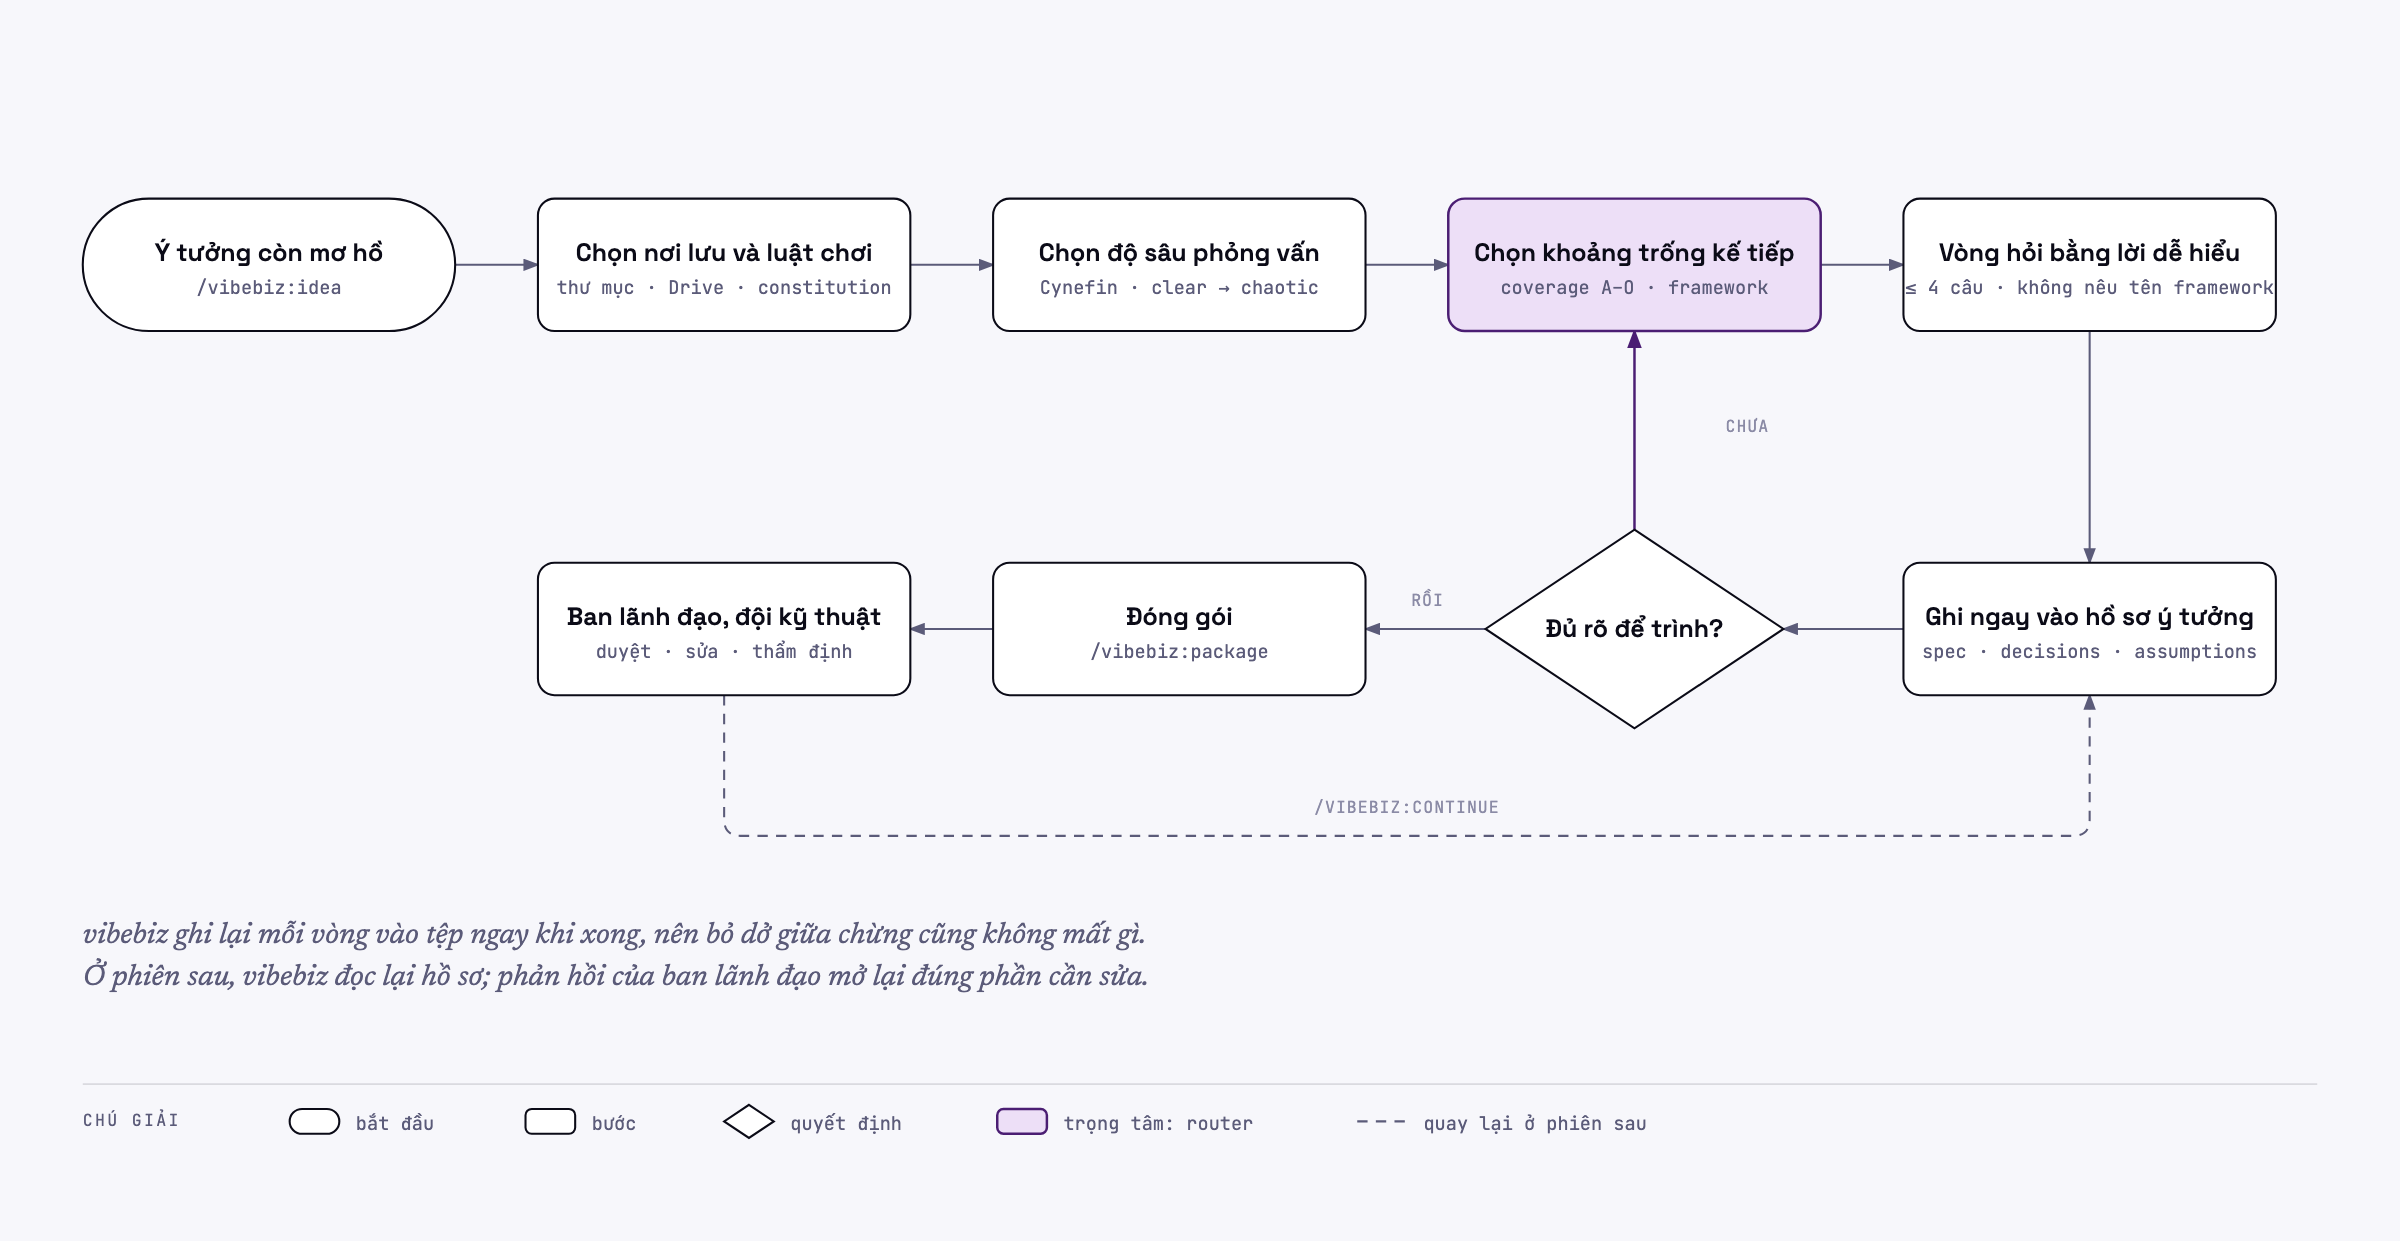 Ý tưởng còn mơ hồ
/vibebiz:idea
Chọn nơi lưu và luật chơi
thư mục · Drive · constitution
Chọn độ sâu phỏng vấn
Cynefin · clear → chaotic
Chọn khoảng trống kế tiếp
coverage A–O · framework
Vòng hỏi bằng lời dễ hiểu
≤ 4 câu · không nêu tên framework
CHƯA
Ban lãnh đạo, đội kỹ thuật
duyệt · sửa · thẩm định
Đóng gói
/vibebiz:package
RỒI
Đủ rõ để trình?
Ghi ngay vào hồ sơ ý tưởng
spec · decisions · assumptions
/VIBEBIZ:CONTINUE
vibebiz ghi lại mỗi vòng vào tệp ngay khi xong, nên bỏ dở giữa chừng cũng không mất gì.
Ở phiên sau, vibebiz đọc lại hồ sơ; phản hồi của ban lãnh đạo mở lại đúng phần cần sửa.
CHÚ GIẢI
bắt đầu
bước
quyết định
trọng tâm: router
quay lại ở phiên sau